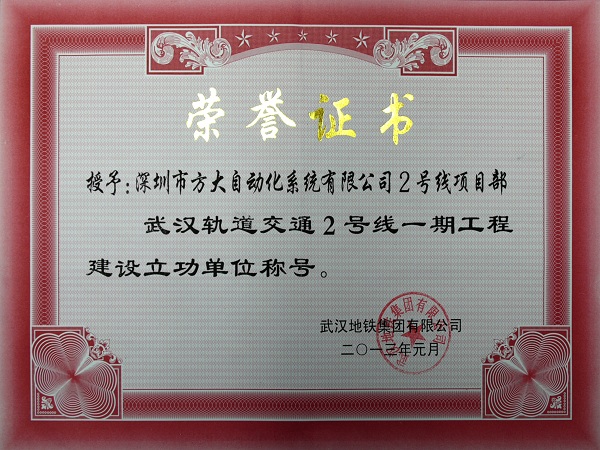 荣誉证书
授予：深圳市方大自动化系统有限公司2号线项目部
武汉轨道交通2号线一期工程
建设立功单位称号。
武汉地铁集团有限公司
二〇一三年元月